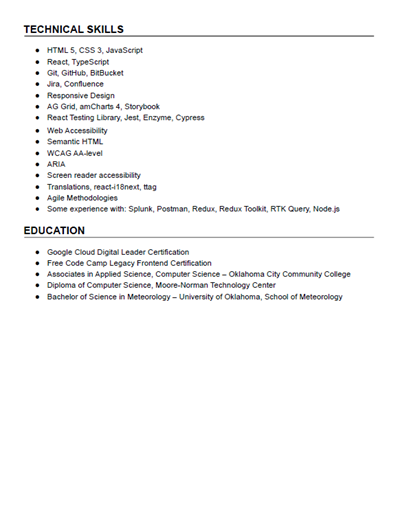 TECHNICAL SKILLS
● HTML 5, CSS 3, JavaScript
● React, TypeScript
● Git, GitHub, BitBucket
● Jira, Confluence
● Responsive Design
● AG Grid, amCharts 4, Storybook
● React Testing Library, Jest, Enzyme, Cypress
● Web Accessibility
● Semantic HTML
● WCAG AA-level
● ARIA
● Screen reader accessibility
● Translations, react-i18next, ttag
● Agile Methodologies
● Some experience with: Splunk, Postman, Redux, Redux Toolkit, RTK Query, Node.js
EDUCATION
● Google Cloud Digital Leader Certification
● Free Code Camp Legacy Frontend Certification
● Associates in Applied Science, Computer Science – Oklahoma City Community College
● Diploma of Computer Science, Moore-Norman Technology Center
● Bachelor of Science in Meteorology – University of Oklahoma, School of Meteorology